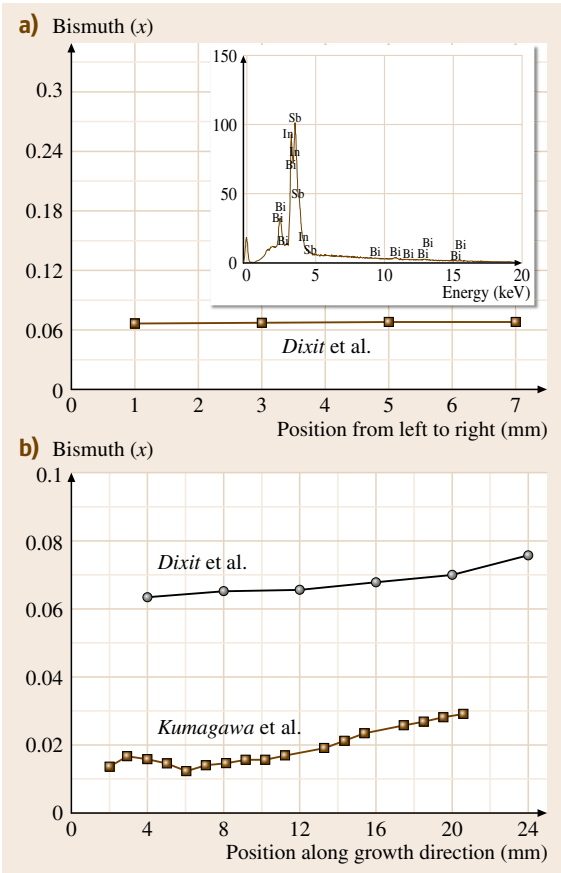 a) Bismuth (x)
0.3
0.24
0.18
0.12
0.06
0
0 1 2 3 4 5 6 7
Position from left to right (mm)
Dixit et al.
150
100
50
0
0 5 10 15 20
Energy (keV)
Sb
In
In
Bi
Sb
Bi
Bi
Bi
In
Sb
Bi
Bi
Bi
Bi
Bi
Bi
Bi
b) Bismuth (x)
0.1
0.08
0.06
0.04
0.02
0
Dixit et al.
Kumagawa et al.
0 4 8 12 16 20 24
Position along growth direction (mm)